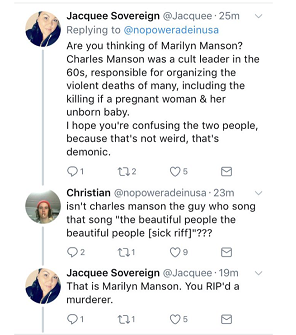 Jacquee Sovereign @Jacquee · 25m
Replying to @nopoweradeinusa
Are you thinking of Marilyn Manson?
Charles Manson was a cult leader in the
60s, responsible for organizing the
violent deaths of many, including the
killing if a pregnant woman & her
unborn baby.
I hope you're confusing the two people,
because that's not weird, that's
demonic.
1 2 5
Christian @nopoweradeinusa · 23m
isn't charles manson the guy who song
that song "the beautiful people the
beautiful people [sick riff]"???
2 1 9
Jacquee Sovereign @Jacquee · 19m
That is Marilyn Manson. You RIP'd a
murderer.
1 1 5